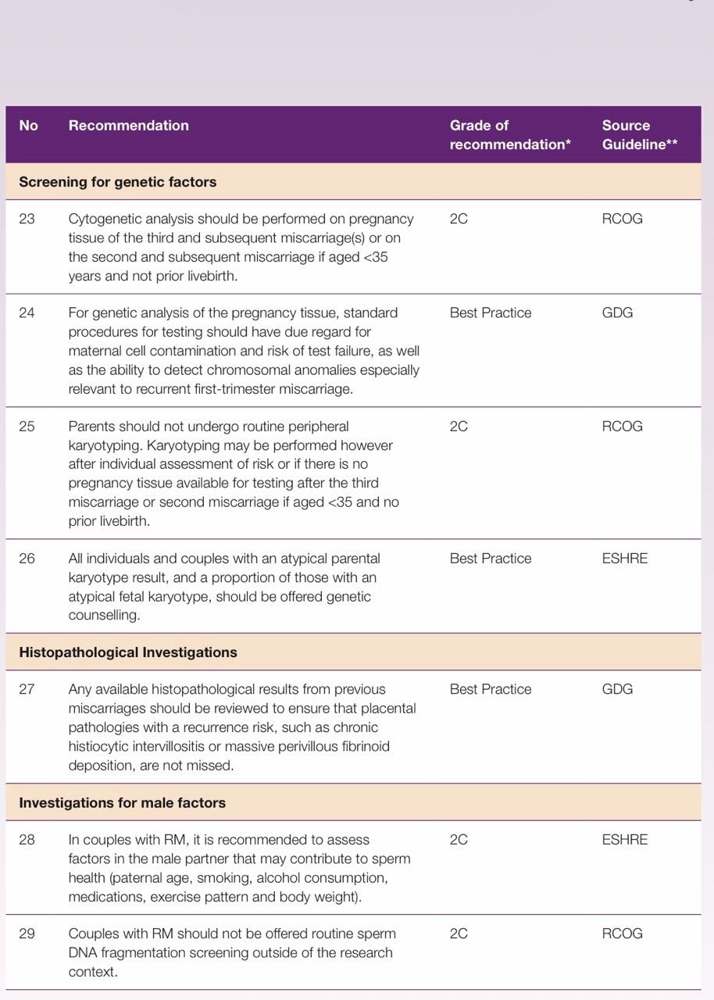 No Recommendation Grade of recommendation* Source Guideline**
Screening for genetic factors
23 Cytogenetic analysis should be performed on pregnancy 2C RCOG
tissue of the third and subsequent miscarriage(s) or on
the second and subsequent miscarriage if aged <35
years and not prior livebirth.
24 For genetic analysis of the pregnancy tissue, standard Best Practice GDG
procedures for testing should have due regard for
maternal cell contamination and risk of test failure, as well
as the ability to detect chromosomal anomalies especially
relevant to recurrent first-trimester miscarriage.
25 Parents should not undergo routine peripheral 2C RCOG
karyotyping. Karyotyping may be performed however
after individual assessment of risk or if there is no
pregnancy tissue available for testing after the third
miscarriage or second miscarriage if aged <35 and no
prior livebirth.
26 All individuals and couples with an atypical parental Best Practice ESHRE
karyotype result, and a proportion of those with an
atypical fetal karyotype, should be offered genetic
counselling.
Histopathological Investigations
27 Any available histopathological results from previous Best Practice GDG
miscarriages should be reviewed to ensure that placental
pathologies with a recurrence risk, such as chronic
histiocytic intervillositis or massive perivillous fibrinoid
deposition, are not missed.
Investigations for male factors
28 In couples with RM, it is recommended to assess 2C ESHRE
factors in the male partner that may contribute to sperm
health (paternal age, smoking, alcohol consumption,
medications, exercise pattern and body weight).
29 Couples with RM should not be offered routine sperm 2C RCOG
DNA fragmentation screening outside of the research
context.